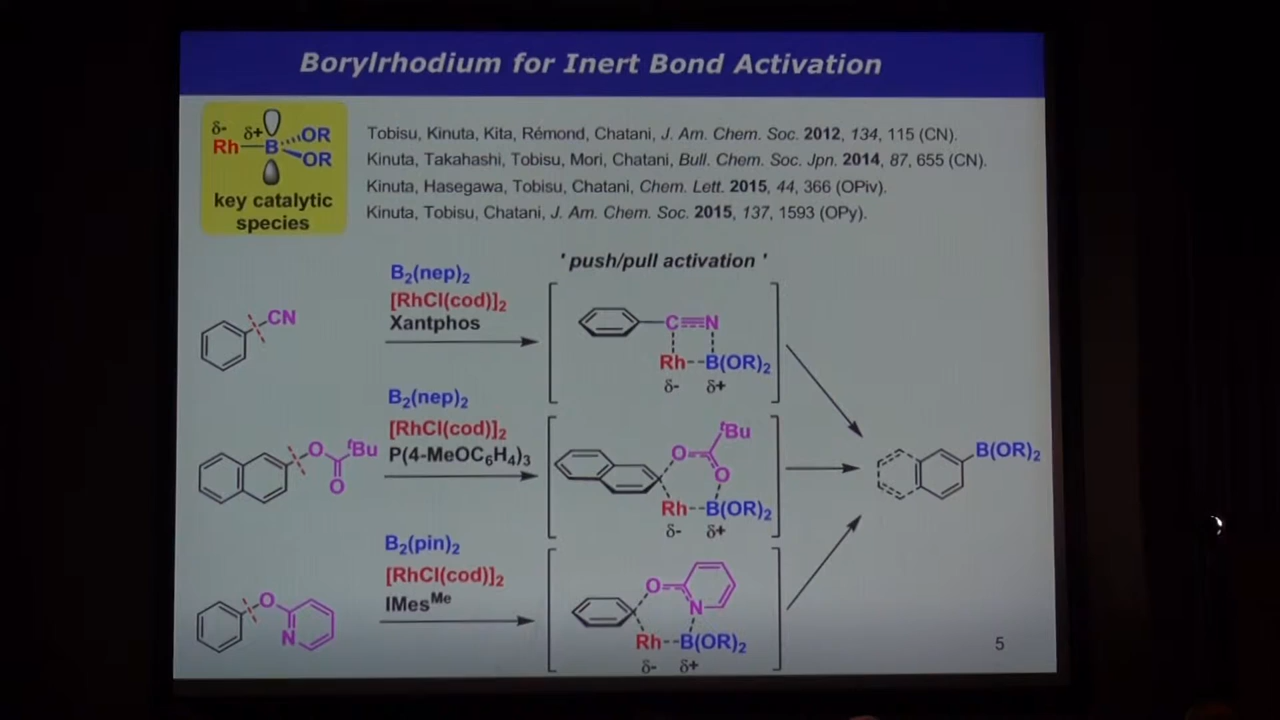 Borylrhodium for Inert Bond Activation
δ- δ+
Rh B OR
OR
key catalytic
species
Tobisu, Kinuta, Kita, Rémond, Chatani, J. Am. Chem. Soc. 2012, 134, 115 (CN).
Kinuta, Takahashi, Tobisu, Mori, Chatani, Bull. Chem. Soc. Jpn. 2014, 87, 655 (CN).
Kinuta, Hasegawa, Tobisu, Chatani, Chem. Lett. 2015, 44, 366 (OPiv).
Kinuta, Tobisu, Chatani, J. Am. Chem. Soc. 2015, 137, 1593 (OPy).
' push/pull activation '
CN
B₂(nep)₂
[RhCl(cod)]₂
Xantphos
C N
Rh--B(OR)₂
δ- δ+
O ᵗBu
O
B₂(nep)₂
[RhCl(cod)]₂
P(4-MeOC₆H₄)₃
ᵗBu
O
O
Rh--B(OR)₂
δ- δ+
B(OR)₂
O
N
B₂(pin)₂
[RhCl(cod)]₂
IMesᴹᵉ
O
N
Rh--B(OR)₂
δ- δ+
5